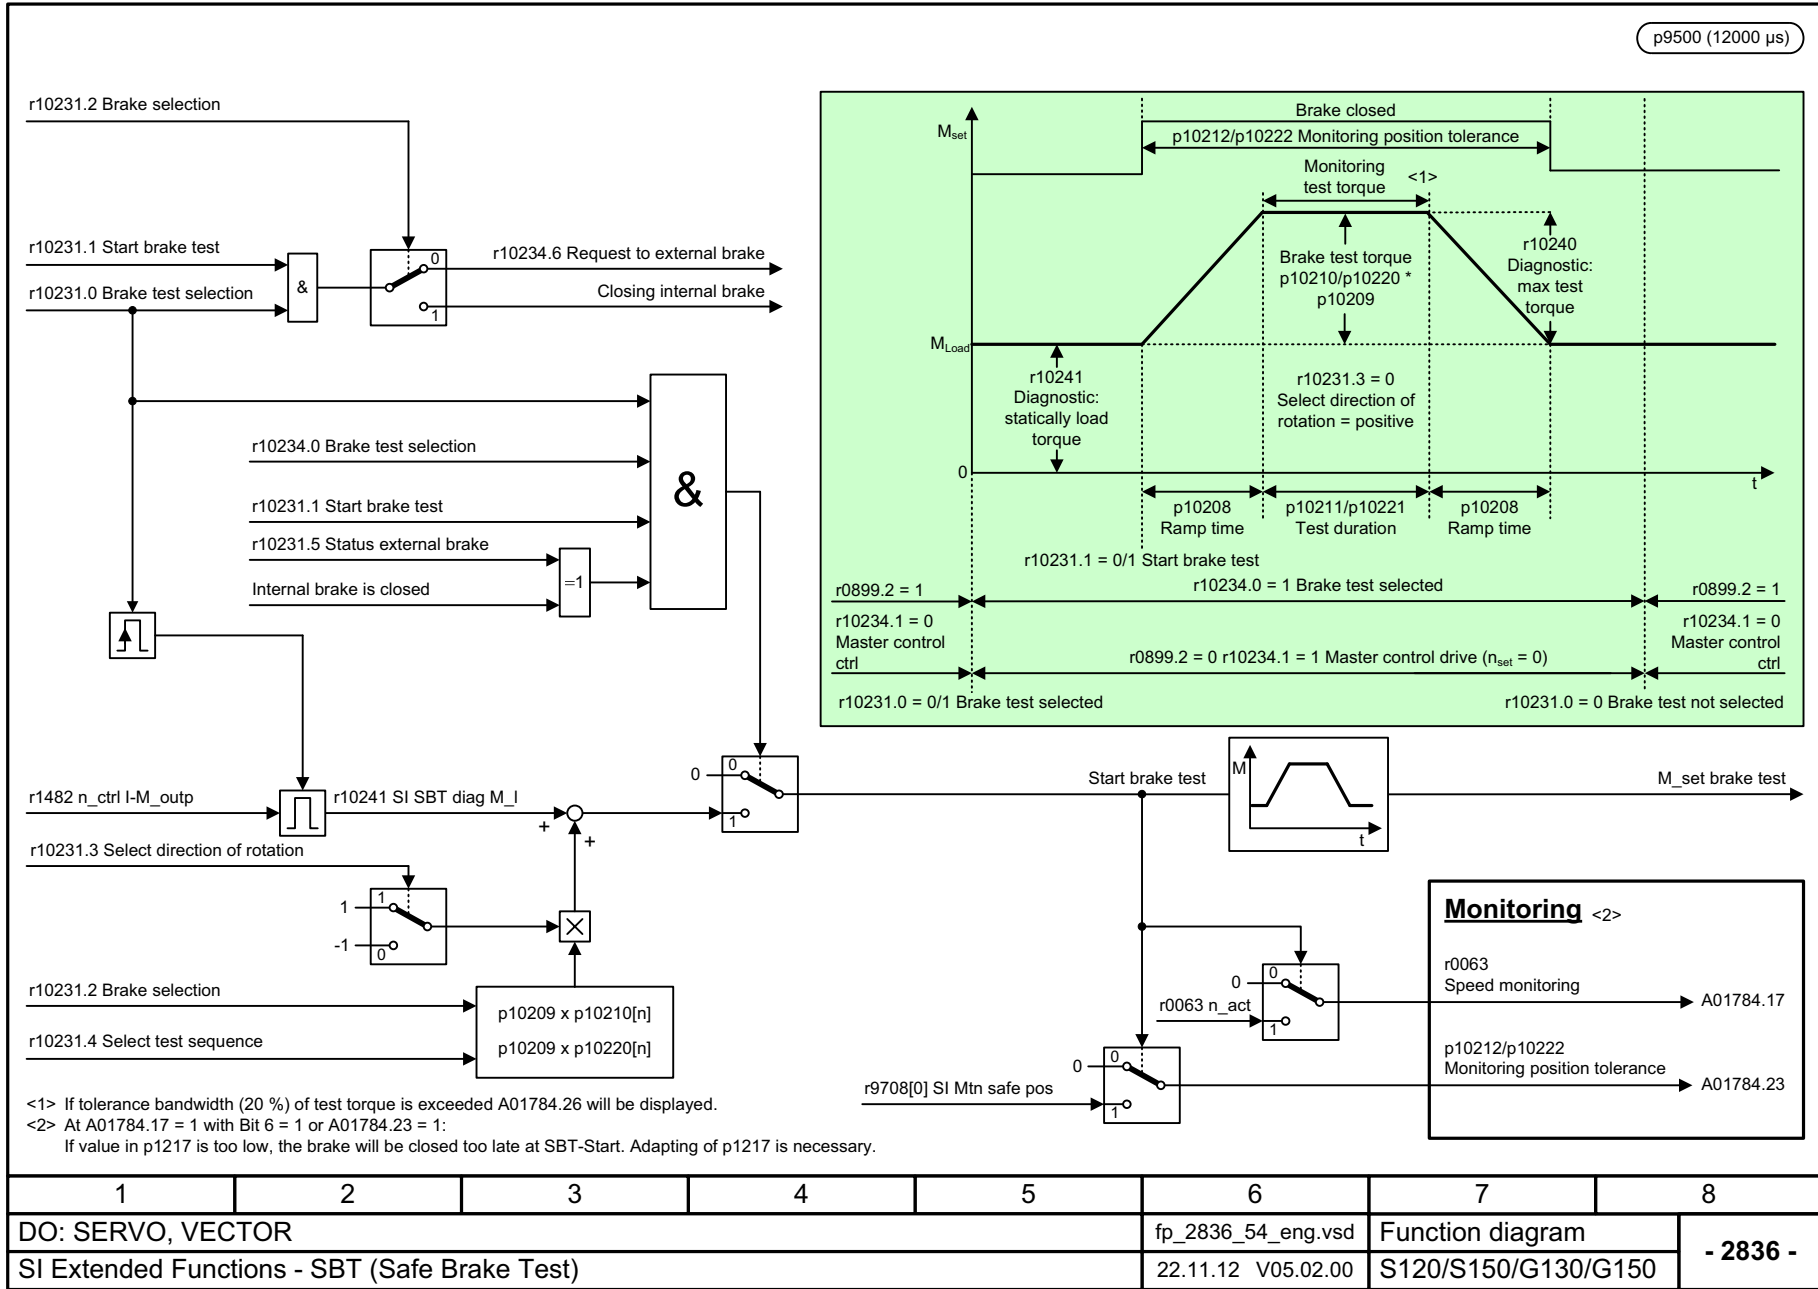 p9500 (12000 µs)
r10231.2 Brake selection
r10231.1 Start brake test
r10231.0 Brake test selection
&
0
1
r10234.6 Request to external brake
Closing internal brake
r10234.0 Brake test selection
r10231.1 Start brake test
r10231.5 Status external brake
Internal brake is closed
=1
&
Mset
Brake closed
p10212/p10222 Monitoring position tolerance
Monitoring
test torque
<1>
Brake test torque
p10210/p10220 *
p10209
r10240
Diagnostic:
max test
torque
MLoad
r10241
Diagnostic:
statically load
torque
r10231.3 = 0
Select direction of
rotation = positive
0
t
p10208
Ramp time
p10211/p10221
Test duration
p10208
Ramp time
r10231.1 = 0/1 Start brake test
r0899.2 = 1
r10234.0 = 1 Brake test selected
r0899.2 = 1
r10234.1 = 0
Master control
ctrl
r0899.2 = 0 r10234.1 = 1 Master control drive (nset = 0)
r10234.1 = 0
Master control
ctrl
r10231.0 = 0/1 Brake test selected
r10231.0 = 0 Brake test not selected
r1482 n_ctrl I-M_outp
r10241 SI SBT diag M_l
+
+
0
0
1
Start brake test
M
t
M_set brake test
r10231.3 Select direction of rotation
1
1
-1
0
r10231.2 Brake selection
r10231.4 Select test sequence
p10209 x p10210[n]
p10209 x p10220[n]
0
0
r0063 n_act
1
0
0
r9708[0] SI Mtn safe pos
1
Monitoring <2>
r0063
Speed monitoring
A01784.17
p10212/p10222
Monitoring position tolerance
A01784.23
<1> If tolerance bandwidth (20 %) of test torque is exceeded A01784.26 will be displayed.
<2> At A01784.17 = 1 with Bit 6 = 1 or A01784.23 = 1:
If value in p1217 is too low, the brake will be closed too late at SBT-Start. Adapting of p1217 is necessary.
1 2 3 4 5 6 7 8
DO: SERVO, VECTOR
fp_2836_54_eng.vsd
Function diagram
- 2836 -
SI Extended Functions - SBT (Safe Brake Test)
22.11.12 V05.02.00
S120/S150/G130/G150